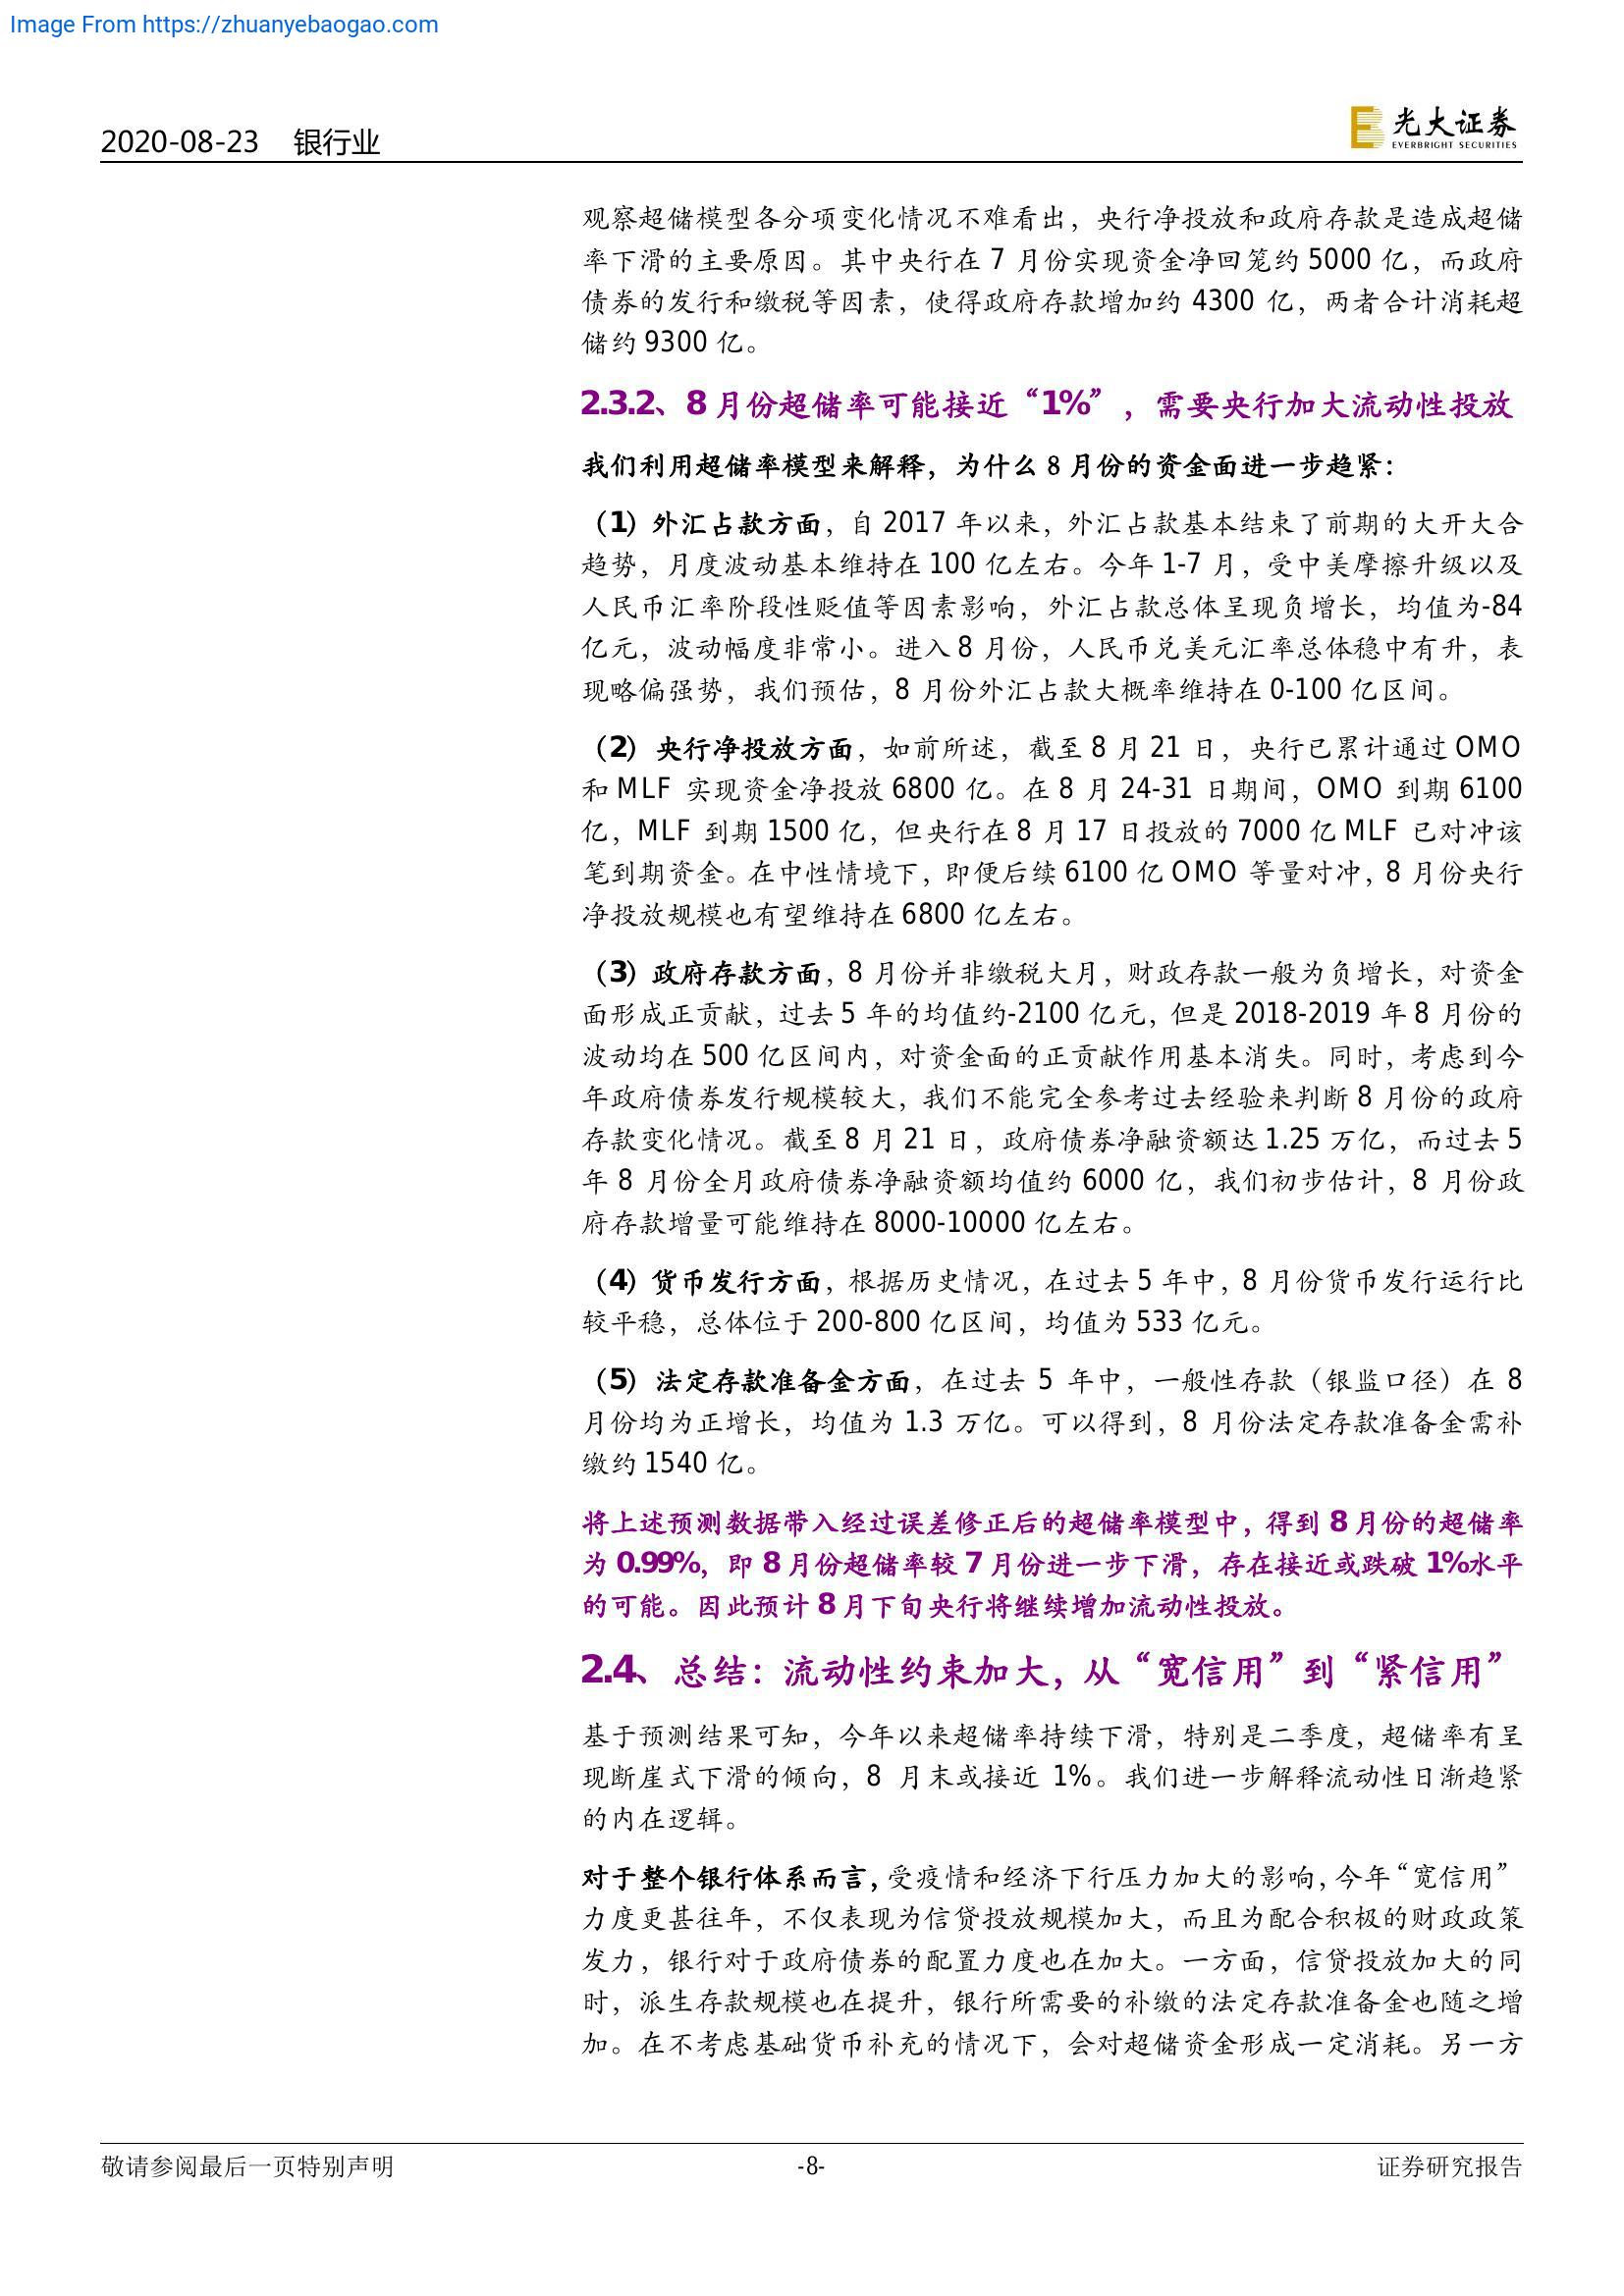 Image From https://zhuanyebaogao.com
2020-08-23 银行业
光大证券
EVERBRIGHT SECURITIES
观察超储模型各分项变化情况不难看出，央行净投放和政府存款是造成超储
率下滑的主要原因。其中央行在 7 月份实现资金净回笼约 5000 亿，而政府
债券的发行和缴税等因素，使得政府存款增加约 4300 亿，两者合计消耗超
储约 9300 亿。
2.3.2、8 月份超储率可能接近“1%”，需要央行加大流动性投放
我们利用超储率模型来解释，为什么 8 月份的资金面进一步趋紧：
（1）外汇占款方面，自 2017 年以来，外汇占款基本结束了前期的大开大合
趋势，月度波动基本维持在 100 亿左右。今年 1-7 月，受中美摩擦升级以及
人民币汇率阶段性贬值等因素影响，外汇占款总体呈现负增长，均值为-84
亿元，波动幅度非常小。进入 8 月份，人民币兑美元汇率总体稳中有升，表
现略偏强势，我们预估，8 月份外汇占款大概率维持在 0-100 亿区间。
（2）央行净投放方面，如前所述，截至 8 月 21 日，央行已累计通过 OMO
和 MLF 实现资金净投放 6800 亿。在 8 月 24-31 日期间，OMO 到期 6100
亿，MLF 到期 1500 亿，但央行在 8 月 17 日投放的 7000 亿 MLF 已对冲该
笔到期资金。在中性情境下，即便后续 6100 亿 OMO 等量对冲，8 月份央行
净投放规模也有望维持在 6800 亿左右。
（3）政府存款方面，8 月份并非缴税大月，财政存款一般为负增长，对资金
面形成正贡献，过去 5 年的均值约-2100 亿元，但是 2018-2019 年 8 月份的
波动均在 500 亿区间内，对资金面的正贡献作用基本消失。同时，考虑到今
年政府债券发行规模较大，我们不能完全参考过去经验来判断 8 月份的政府
存款变化情况。截至 8 月 21 日，政府债券净融资额达 1.25 万亿，而过去 5
年 8 月份全月政府债券净融资额均值约 6000 亿，我们初步估计，8 月份政
府存款增量可能维持在 8000-10000 亿左右。
（4）货币发行方面，根据历史情况，在过去 5 年中，8 月份货币发行运行比
较平稳，总体位于 200-800 亿区间，均值为 533 亿元。
（5）法定存款准备金方面，在过去 5 年中，一般性存款（银监口径）在 8
月份均为正增长，均值为 1.3 万亿。可以得到，8 月份法定存款准备金需补
缴约 1540 亿。
将上述预测数据带入经过误差修正后的超储率模型中，得到 8 月份的超储率
为 0.99%，即 8 月份超储率较 7 月份进一步下滑，存在接近或跌破 1%水平
的可能。因此预计 8 月下旬央行将继续增加流动性投放。
2.4、总结：流动性约束加大，从“宽信用”到“紧信用”
基于预测结果可知，今年以来超储率持续下滑，特别是二季度，超储率有呈
现断崖式下滑的倾向，8 月末或接近 1%。我们进一步解释流动性日渐趋紧
的内在逻辑。
对于整个银行体系而言，受疫情和经济下行压力加大的影响，今年“宽信用”
力度更甚往年，不仅表现为信贷投放规模加大，而且为配合积极的财政政策
发力，银行对于政府债券的配置力度也在加大。一方面，信贷投放加大的同
时，派生存款规模也在提升，银行所需要的补缴的法定存款准备金也随之增
加。在不考虑基础货币补充的情况下，会对超储资金形成一定消耗。另一方
敬请参阅最后一页特别声明
-8-
证券研究报告